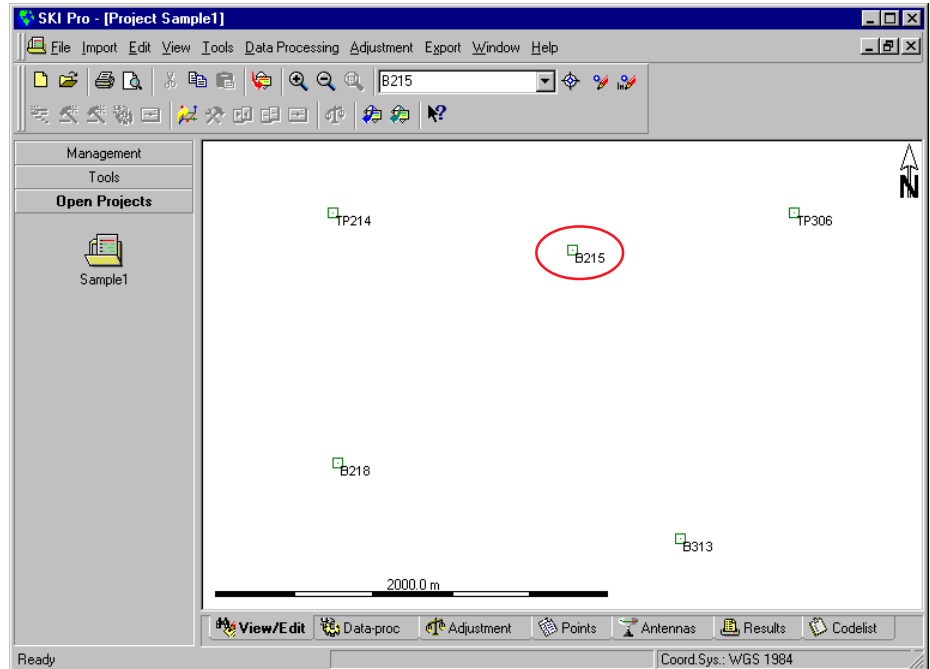 SKI Pro - [Project Sample1]
File Import Edit View Tools Data Processing Adjustment Export Window Help
B215
Management
Tools
Open Projects
Sample1
N
TP214
TP306
B215
B218
B313
2000.0 m
View/Edit Data-proc Adjustment Points Antennas Results Codelist
Ready Coord.Sys.: WGS 1984